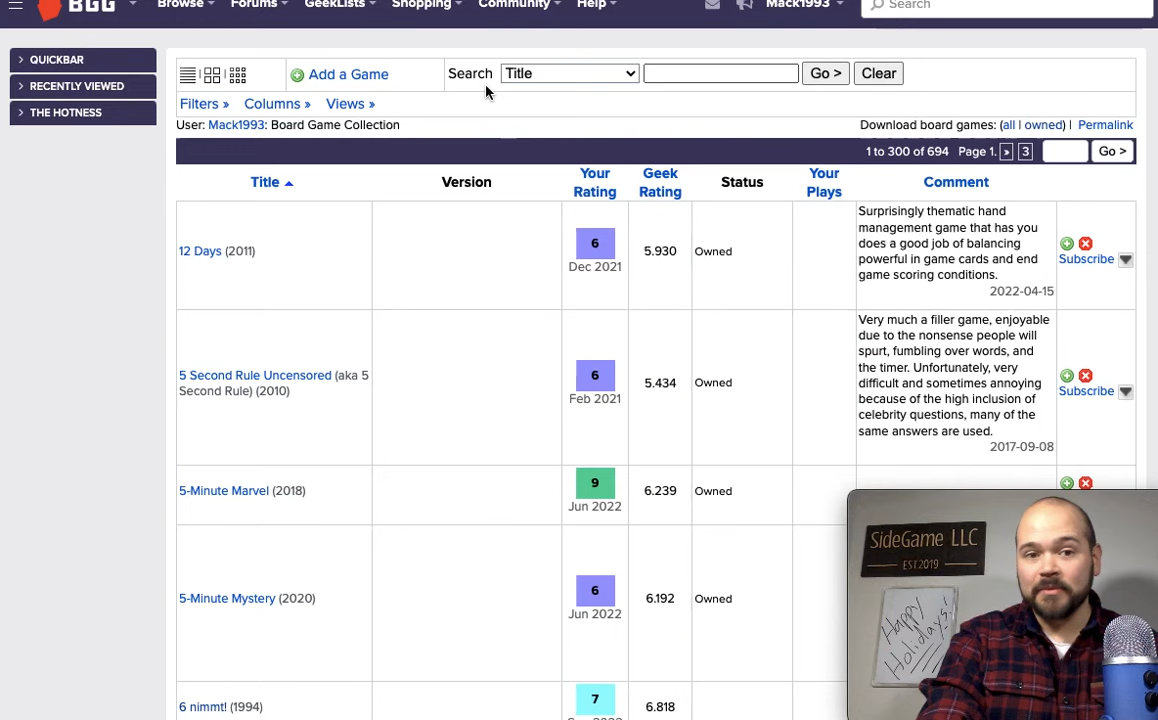 BGG Browse Forums GeekLists Shopping Community Help Mack1993 Search
QUICKBAR
RECENTLY VIEWED
THE HOTNESS
Add a Game Search Title Go > Clear
Filters » Columns » Views »
User: Mack1993: Board Game Collection Download board games: (all | owned) | Permalink
1 to 300 of 694 Page 1. » 3 Go >
Title Version Your Rating Geek Rating Status Your Plays Comment
12 Days (2011)
6
Dec 2021
5.930
Owned
Surprisingly thematic hand
management game that has you
does a good job of balancing
powerful in game cards and end
game scoring conditions.
2022-04-15
Subscribe
5 Second Rule Uncensored (aka 5
Second Rule) (2010)
6
Feb 2021
5.434
Owned
Very much a filler game, enjoyable
due to the nonsense people will
spurt, fumbling over words, and
the timer. Unfortunately, very
difficult and sometimes annoying
because of the high inclusion of
celebrity questions, many of the
same answers are used.
2017-09-08
Subscribe
5-Minute Marvel (2018)
9
Jun 2022
6.239
Owned
5-Minute Mystery (2020)
6
Jun 2022
6.192
Owned
6 nimmt! (1994)
7
6.818
SideGame LLC
EST.2019
Happy
Holidays!